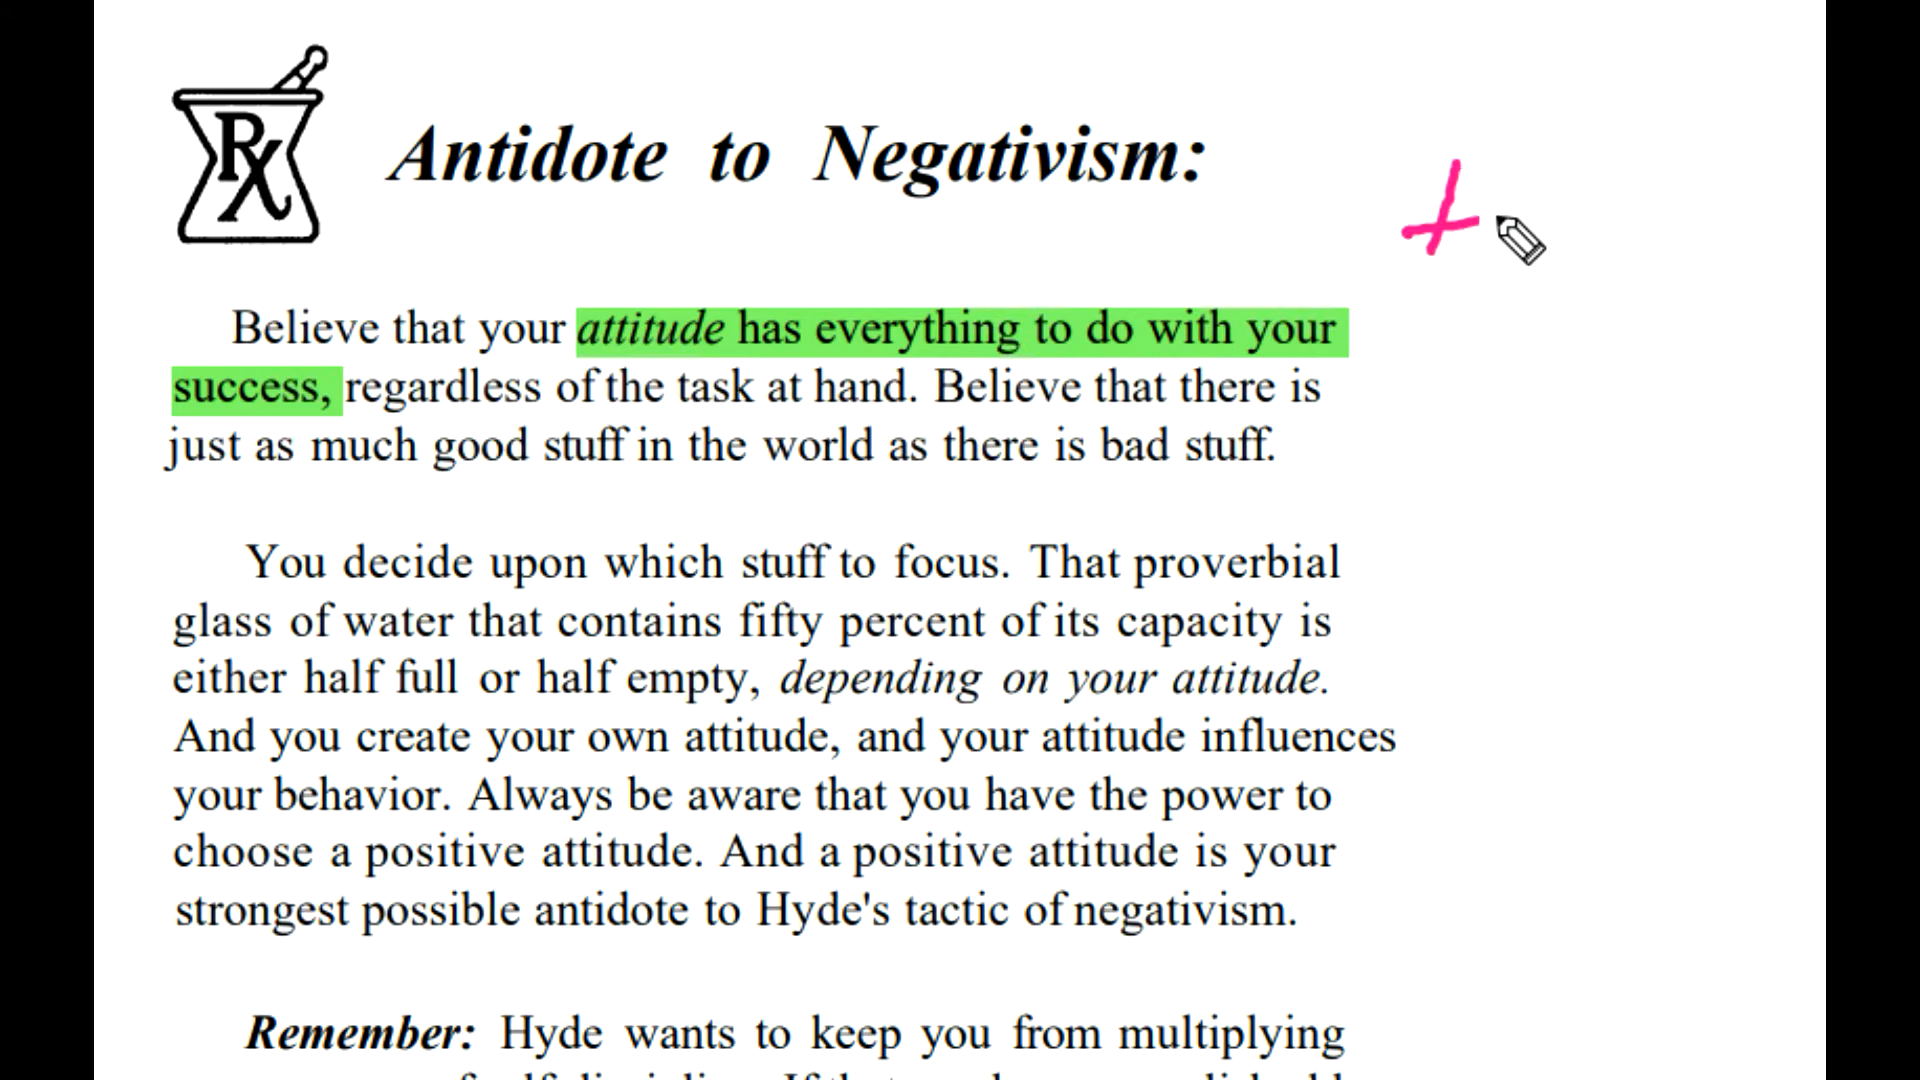 Rx
Antidote to Negativism:
+
Believe that your attitude has everything to do with your
success, regardless of the task at hand. Believe that there is
just as much good stuff in the world as there is bad stuff.
You decide upon which stuff to focus. That proverbial
glass of water that contains fifty percent of its capacity is
either half full or half empty, depending on your attitude.
And you create your own attitude, and your attitude influences
your behavior. Always be aware that you have the power to
choose a positive attitude. And a positive attitude is your
strongest possible antidote to Hyde's tactic of negativism.
Remember: Hyde wants to keep you from multiplying